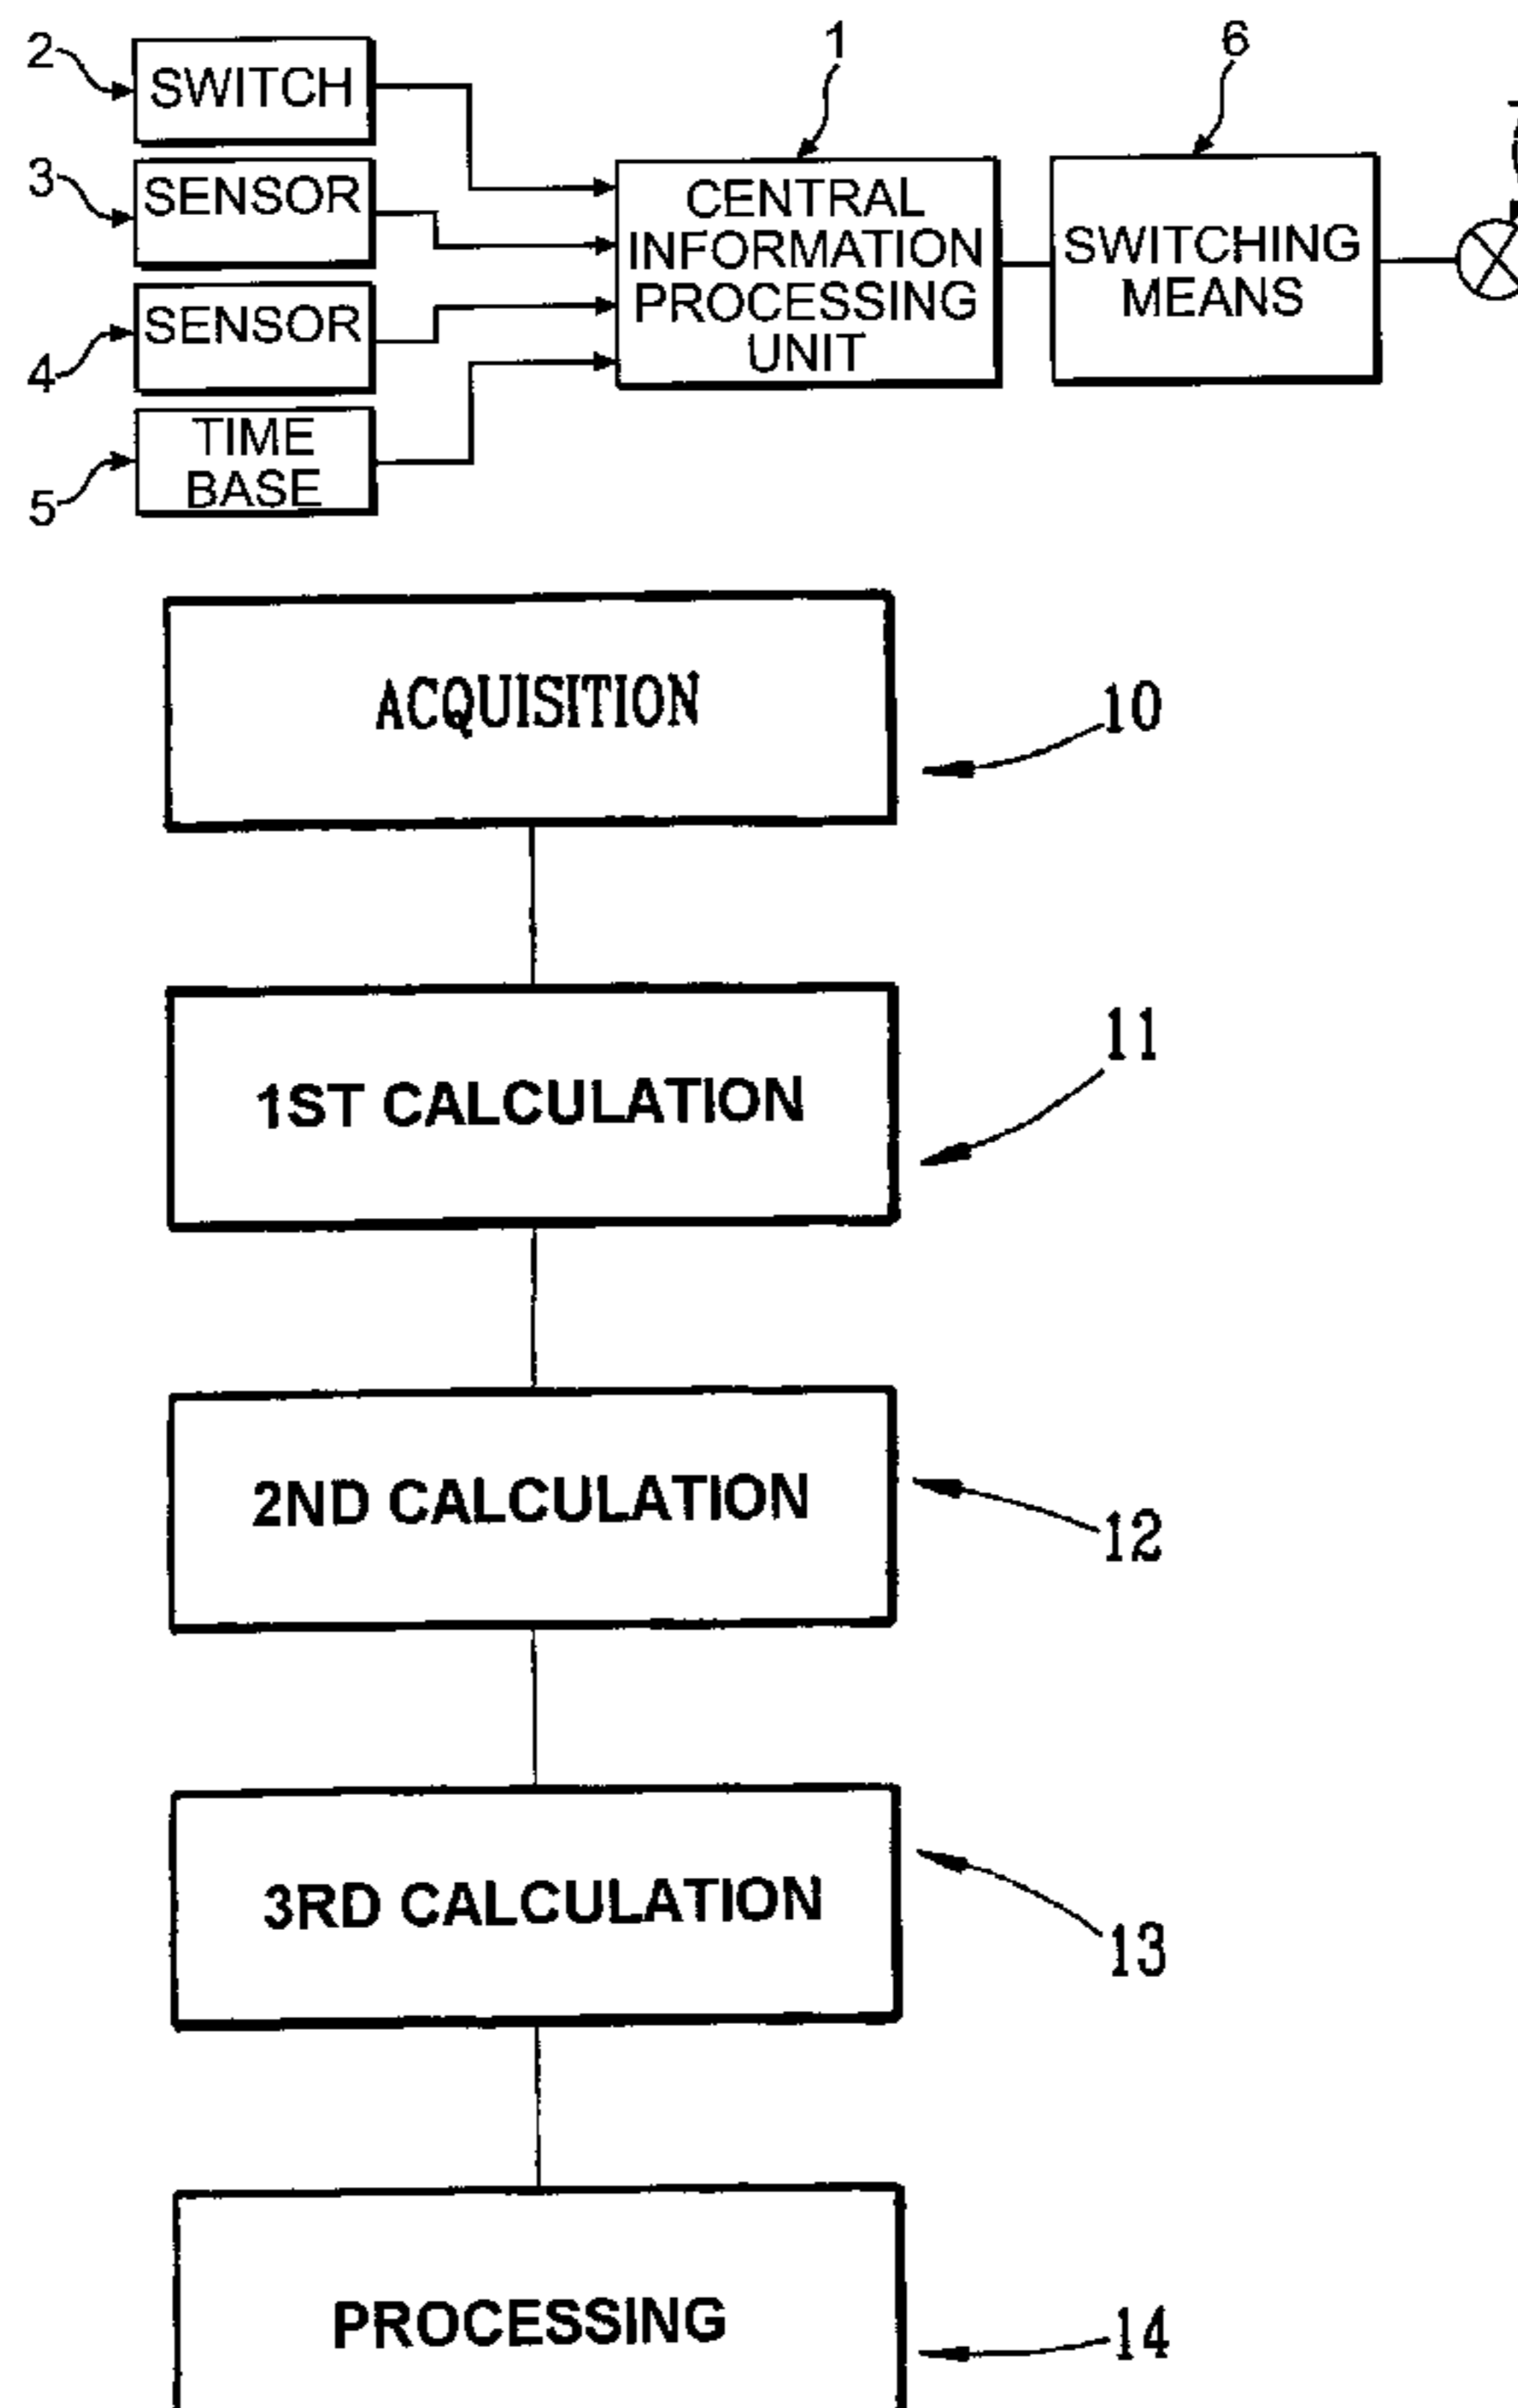 2
SWITCH
3
SENSOR
4
SENSOR
5
TIME
BASE
1
CENTRAL
INFORMATION
PROCESSING
UNIT
6
SWITCHING
MEANS
ACQUISITION
10
1ST CALCULATION
11
2ND CALCULATION
12
3RD CALCULATION
13
PROCESSING
14